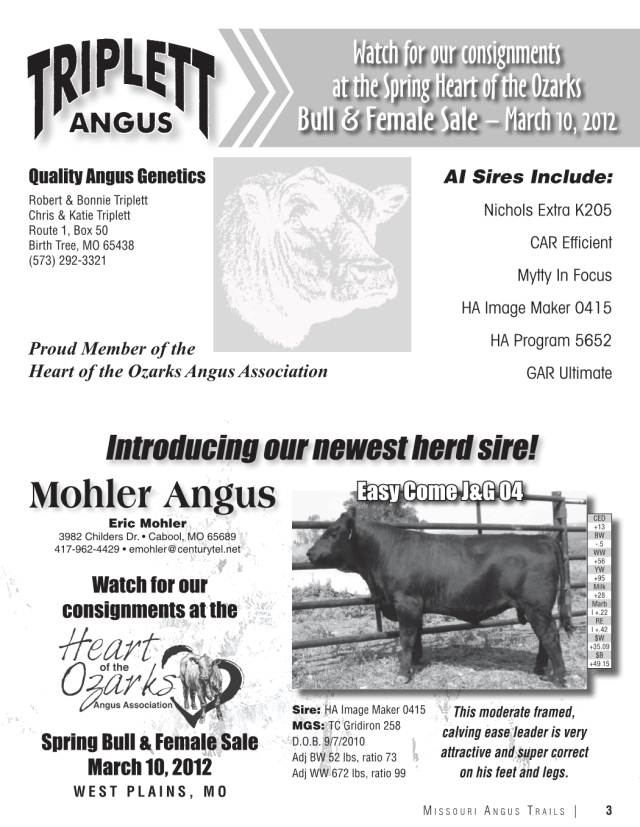 TRIPLETT
ANGUS
Watch for our consignments
at the Spring Heart of the Ozarks
Bull & Female Sale – March 10, 2012
Quality Angus Genetics
Robert & Bonnie Triplett
Chris & Katie Triplett
Route 1, Box 50
Birth Tree, MO 65438
(573) 292-3321
Proud Member of the
Heart of the Ozarks Angus Association
AI Sires Include:
Nichols Extra K205
CAR Efficient
Mytty In Focus
HA Image Maker 0415
HA Program 5652
GAR Ultimate
Introducing our newest herd sire!
Mohler Angus
Eric Mohler
3982 Childers Dr. • Cabool, MO 65689
417-962-4429 • emohler@centurytel.net
Watch for our
consignments at the
Heart
of the
Ozarks
Angus Association
Spring Bull & Female Sale
March 10, 2012
WEST PLAINS, MO
Easy Come J&G 04
CED
+13
BW
- 5
WW
+56
YW
+95
Milk
+28
Marb
I +.22
RE
I +.42
$W
+35.09
$B
+49.15
Sire: HA Image Maker 0415
MGS: TC Gridiron 258
D.O.B. 9/7/2010
Adj BW 52 lbs, ratio 73
Adj WW 672 lbs, ratio 99
This moderate framed,
calving ease leader is very
attractive and super correct
on his feet and legs.
MISSOURI ANGUS TRAILS | 3